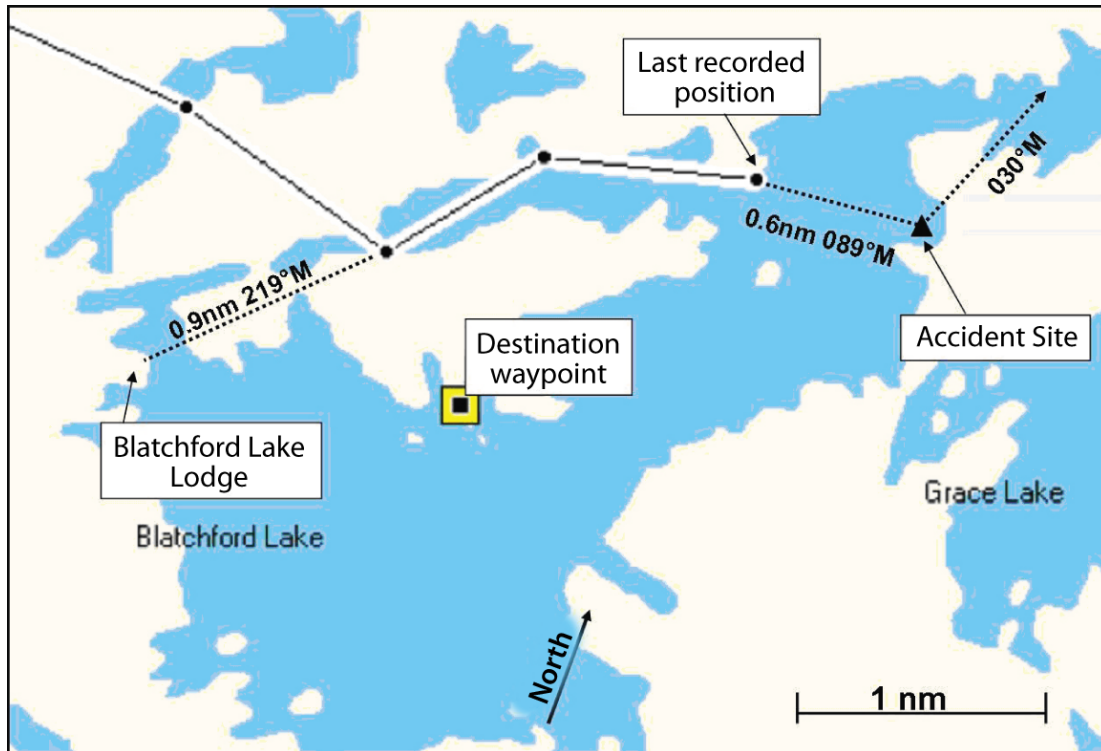 Last recorded
position
030°M
0.6nm 089°M
0.9nm 219°M
Destination
waypoint
Accident Site
Blatchford Lake
Lodge
Grace Lake
Blatchford Lake
North
1 nm